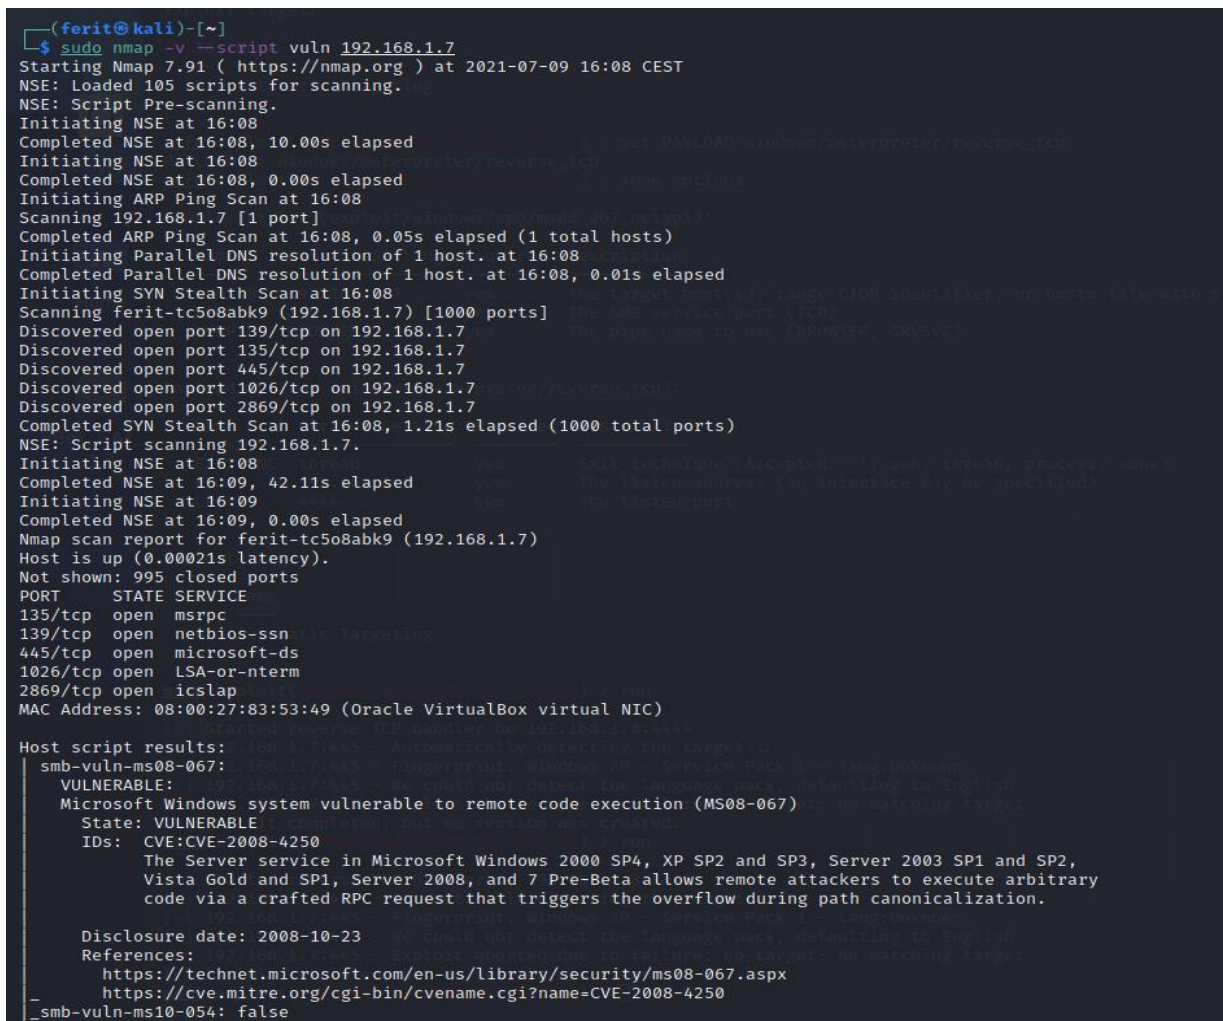 (ferit㉿kali)-[~]
$ sudo nmap -v --script vuln 192.168.1.7
Starting Nmap 7.91 ( https://nmap.org ) at 2021-07-09 16:08 CEST
NSE: Loaded 105 scripts for scanning.
NSE: Script Pre-scanning.
Initiating NSE at 16:08
Completed NSE at 16:08, 10.00s elapsed
Initiating NSE at 16:08
Completed NSE at 16:08, 0.00s elapsed
Initiating ARP Ping Scan at 16:08
Scanning 192.168.1.7 [1 port]
Completed ARP Ping Scan at 16:08, 0.05s elapsed (1 total hosts)
Initiating Parallel DNS resolution of 1 host. at 16:08
Completed Parallel DNS resolution of 1 host. at 16:08, 0.01s elapsed
Initiating SYN Stealth Scan at 16:08
Scanning ferit-tc5o8abk9 (192.168.1.7) [1000 ports]
Discovered open port 139/tcp on 192.168.1.7
Discovered open port 135/tcp on 192.168.1.7
Discovered open port 445/tcp on 192.168.1.7
Discovered open port 1026/tcp on 192.168.1.7
Discovered open port 2869/tcp on 192.168.1.7
Completed SYN Stealth Scan at 16:08, 1.21s elapsed (1000 total ports)
NSE: Script scanning 192.168.1.7.
Initiating NSE at 16:08
Completed NSE at 16:09, 42.11s elapsed
Initiating NSE at 16:09
Completed NSE at 16:09, 0.00s elapsed
Nmap scan report for ferit-tc5o8abk9 (192.168.1.7)
Host is up (0.00021s latency).
Not shown: 995 closed ports
PORT     STATE SERVICE
135/tcp  open  msrpc
139/tcp  open  netbios-ssn
445/tcp  open  microsoft-ds
1026/tcp open  LSA-or-nterm
2869/tcp open  icslap
MAC Address: 08:00:27:83:53:49 (Oracle VirtualBox virtual NIC)
Host script results:
| smb-vuln-ms08-067:
|   VULNERABLE:
|   Microsoft Windows system vulnerable to remote code execution (MS08-067)
|     State: VULNERABLE
|     IDs:  CVE:CVE-2008-4250
|           The Server service in Microsoft Windows 2000 SP4, XP SP2 and SP3, Server 2003 SP1 and SP2,
|           Vista Gold and SP1, Server 2008, and 7 Pre-Beta allows remote attackers to execute arbitrary
|           code via a crafted RPC request that triggers the overflow during path canonicalization.
|
|     Disclosure date: 2008-10-23
|     References:
|       https://technet.microsoft.com/en-us/library/security/ms08-067.aspx
|_      https://cve.mitre.org/cgi-bin/cvename.cgi?name=CVE-2008-4250
|_smb-vuln-ms10-054: false